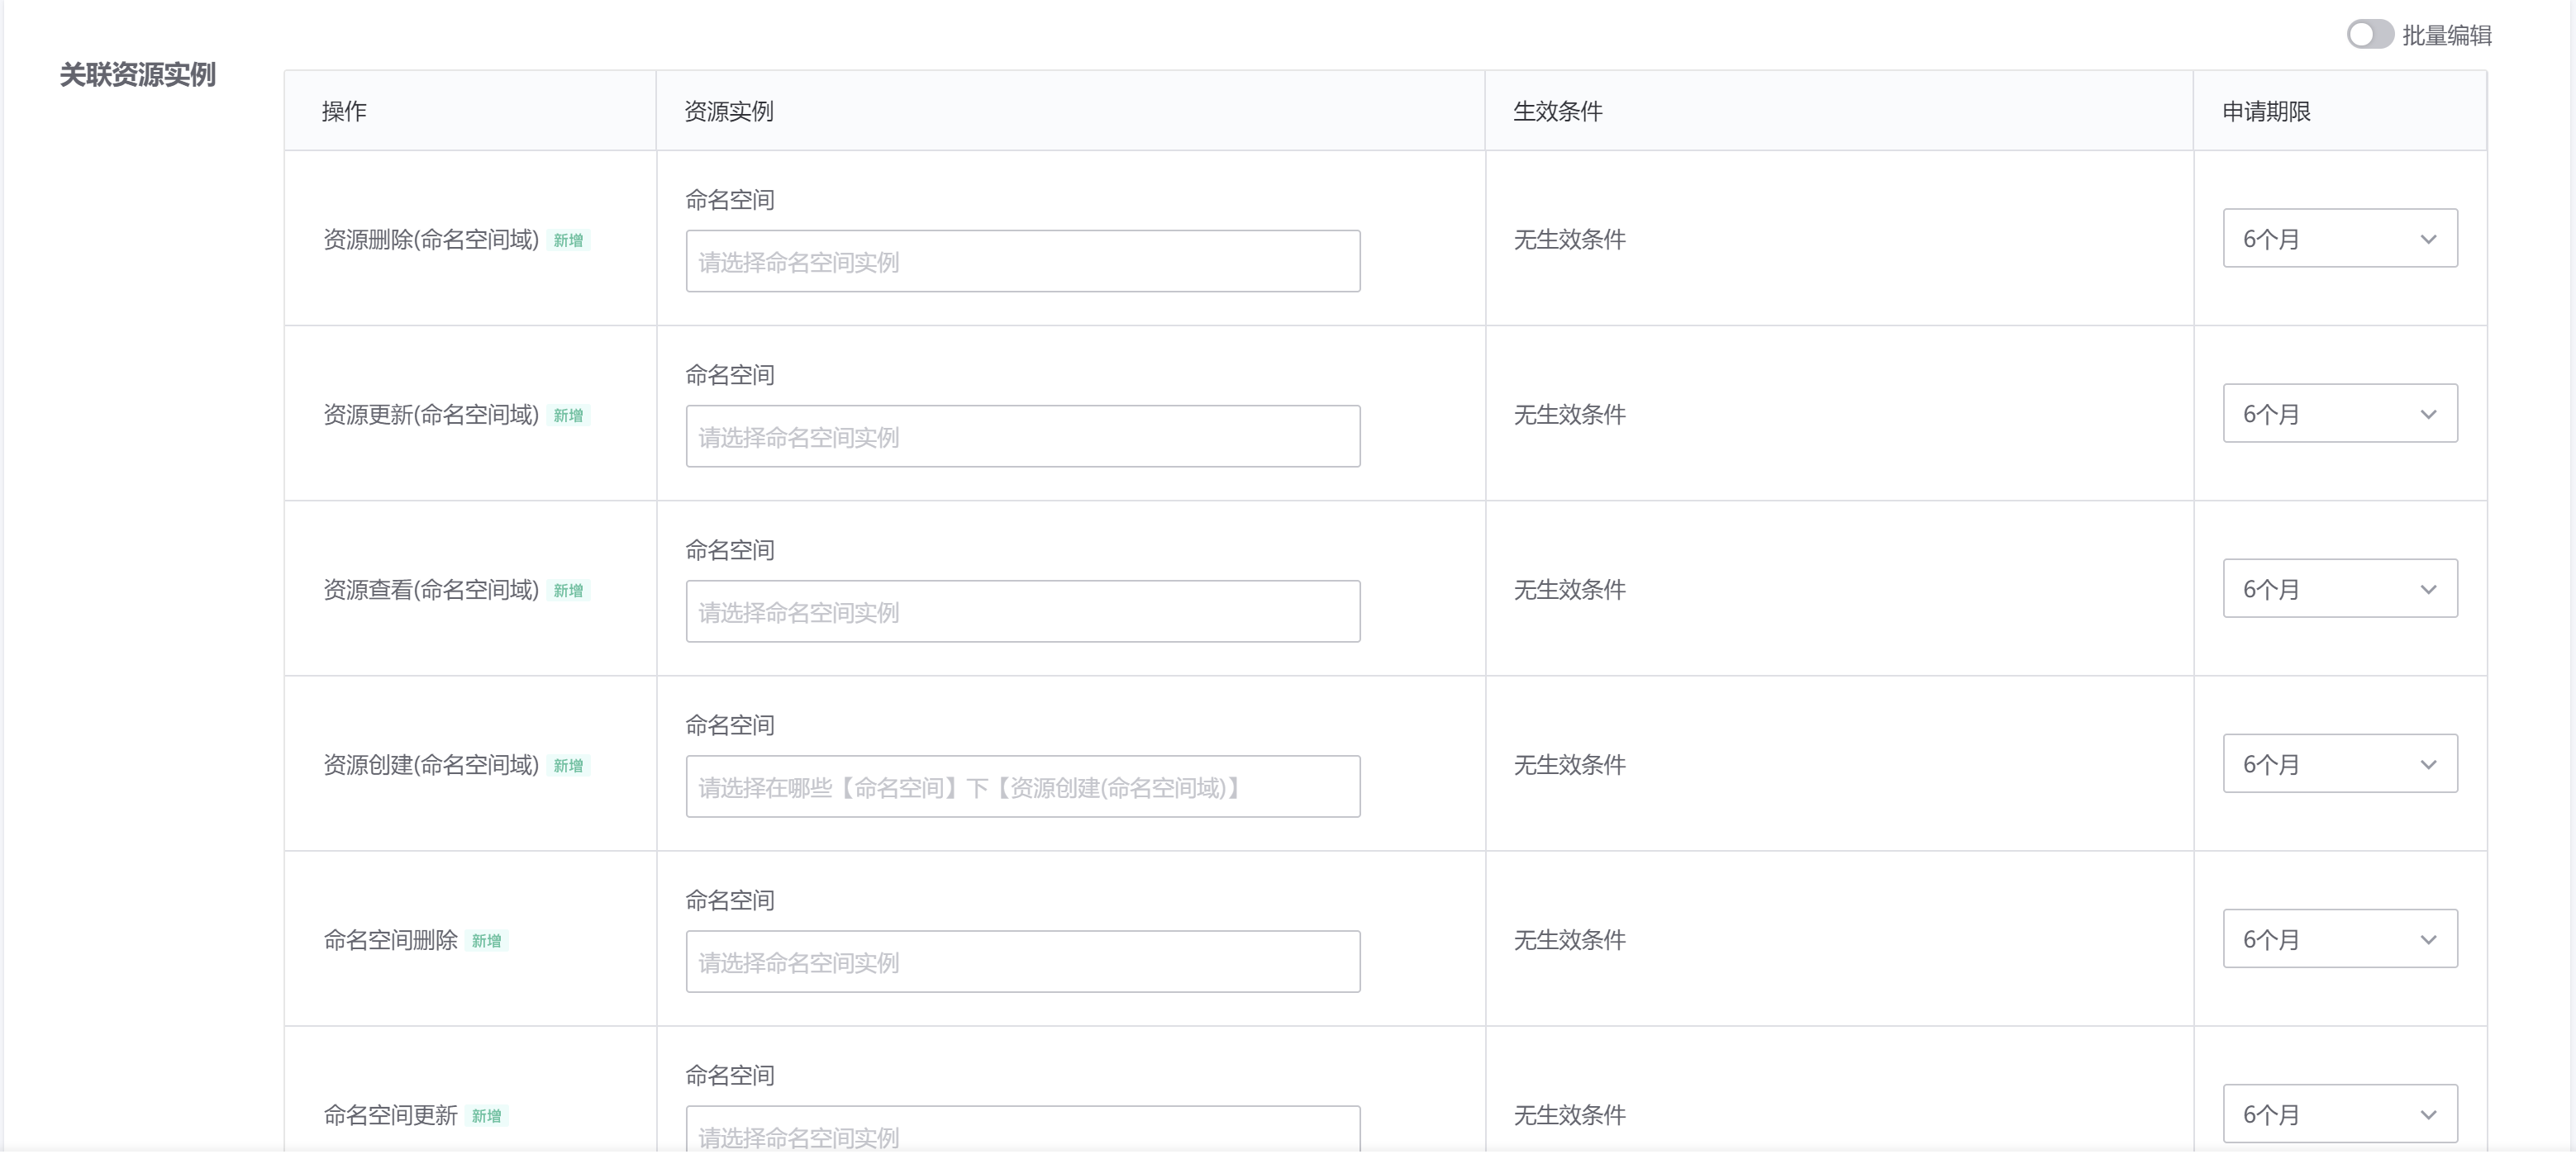 批量编辑
关联资源实例
操作
资源实例
生效条件
申请期限
命名空间
资源删除(命名空间域) 新增
请选择命名空间实例
无生效条件
6个月
命名空间
资源更新(命名空间域) 新增
请选择命名空间实例
无生效条件
6个月
命名空间
资源查看(命名空间域) 新增
请选择命名空间实例
无生效条件
6个月
命名空间
资源创建(命名空间域) 新增
请选择在哪些【命名空间】下【资源创建(命名空间域)】
无生效条件
6个月
命名空间
命名空间删除 新增
请选择命名空间实例
无生效条件
6个月
命名空间
命名空间更新 新增
请选择命名空间实例
无生效条件
6个月